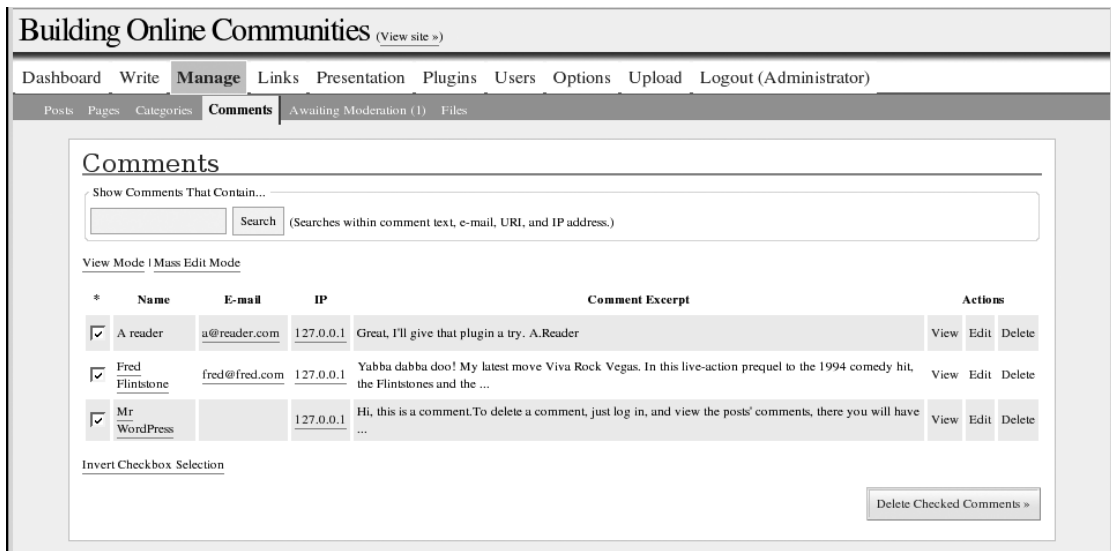 Building Online Communities (View site »)
Dashboard Write Manage Links Presentation Plugins Users Options Upload Logout (Administrator)
Posts Pages Categories Comments Awaiting Moderation (1) Files
Comments
Show Comments That Contain...
Search (Searches within comment text, e-mail, URI, and IP address.)
View Mode | Mass Edit Mode
* Name E-mail IP Comment Excerpt Actions
A reader a@reader.com 127.0.0.1 Great, I'll give that plugin a try. A.Reader View Edit Delete
Fred Flintstone fred@fred.com 127.0.0.1 Yabba dabba doo! My latest move Viva Rock Vegas. In this live-action prequel to the 1994 comedy hit,
the Flintstones and the ... View Edit Delete
Mr WordPress 127.0.0.1 Hi, this is a comment.To delete a comment, just log in, and view the posts' comments, there you will have
... View Edit Delete
Invert Checkbox Selection
Delete Checked Comments »